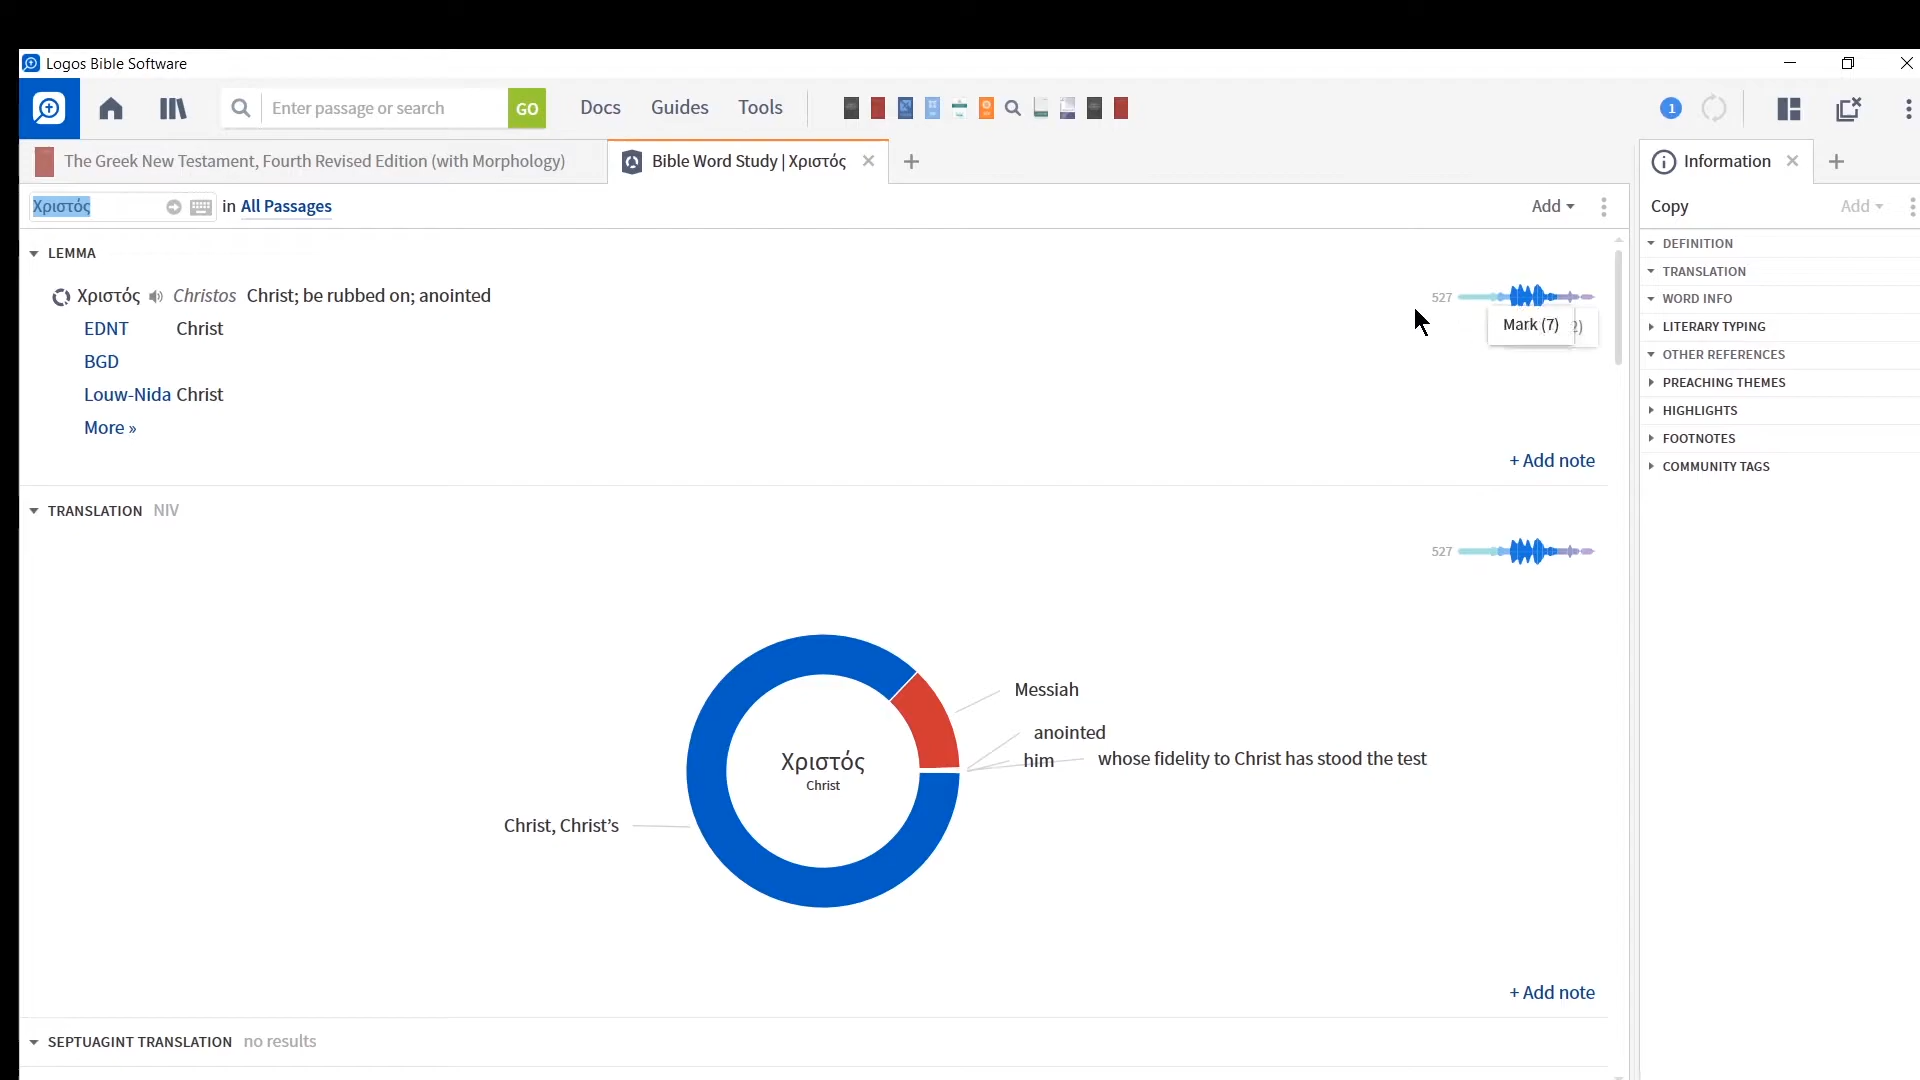 Logos Bible Software
Enter passage or search
GO
Docs
Guides
Tools
1
The Greek New Testament, Fourth Revised Edition (with Morphology)
Bible Word Study | Χριστός
Information
Χριστός in All Passages
Add
Copy
Add
LEMMA
Χριστός Christos Christ; be rubbed on; anointed
527
Mark (7)
2)
EDNT Christ
BGD
Louw-Nida Christ
More »
+ Add note
TRANSLATION NIV
527
Messiah
anointed
him
whose fidelity to Christ has stood the test
Χριστός
Christ
Christ, Christ’s
+ Add note
SEPTUAGINT TRANSLATION no results
DEFINITION
TRANSLATION
WORD INFO
LITERARY TYPING
OTHER REFERENCES
PREACHING THEMES
HIGHLIGHTS
FOOTNOTES
COMMUNITY TAGS